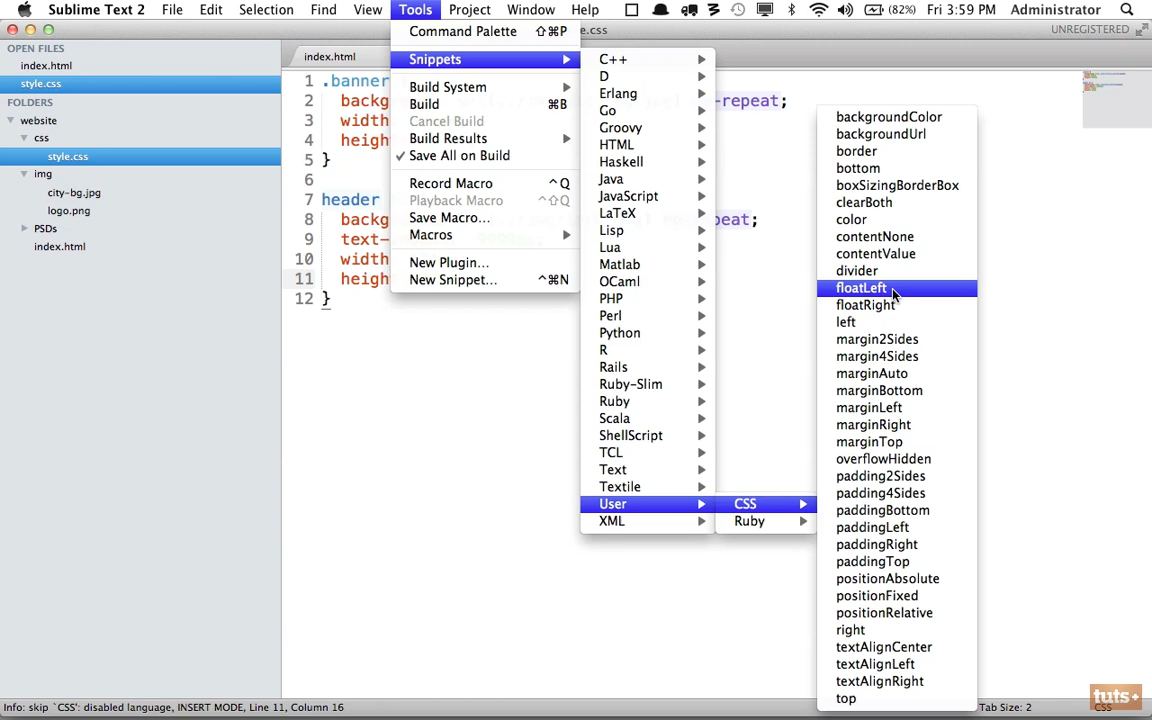 Sublime Text 2 File Edit Selection Find View Tools Project Window Help (82%) Fri 3:59 PM Administrator
OPEN FILES
index.html
style.css
FOLDERS
website
css
style.css
img
city-bg.jpg
logo.png
PSDs
index.html
e.css
UNREGISTERED
index.html
1 .banner
2 backg -repeat;
3 width
4 heigh
5 }
6
7 header
8 backg peat;
9 text-
10 width
11 heigh
12 }
Command Palette ⇧⌘P
Snippets
Build System
Build ⌘B
Cancel Build
Build Results
✓ Save All on Build
Record Macro ^Q
Playback Macro ^⇧Q
Save Macro...
Macros
New Plugin...
New Snippet... ^⌘N
C++
D
Erlang
Go
Groovy
HTML
Haskell
Java
JavaScript
LaTeX
Lisp
Lua
Matlab
OCaml
PHP
Perl
Python
R
Rails
Ruby-Slim
Ruby
Scala
ShellScript
TCL
Text
Textile
User
XML
CSS
Ruby
backgroundColor
backgroundUrl
border
bottom
boxSizingBorderBox
clearBoth
color
contentNone
contentValue
divider
floatLeft
floatRight
left
margin2Sides
margin4Sides
marginAuto
marginBottom
marginLeft
marginRight
marginTop
overflowHidden
padding2Sides
padding4Sides
paddingBottom
paddingLeft
paddingRight
paddingTop
positionAbsolute
positionFixed
positionRelative
right
textAlignCenter
textAlignLeft
textAlignRight
top
Info: skip `CSS': disabled language, INSERT MODE, Line 11, Column 16
Tab Size: 2
CSS
tuts+